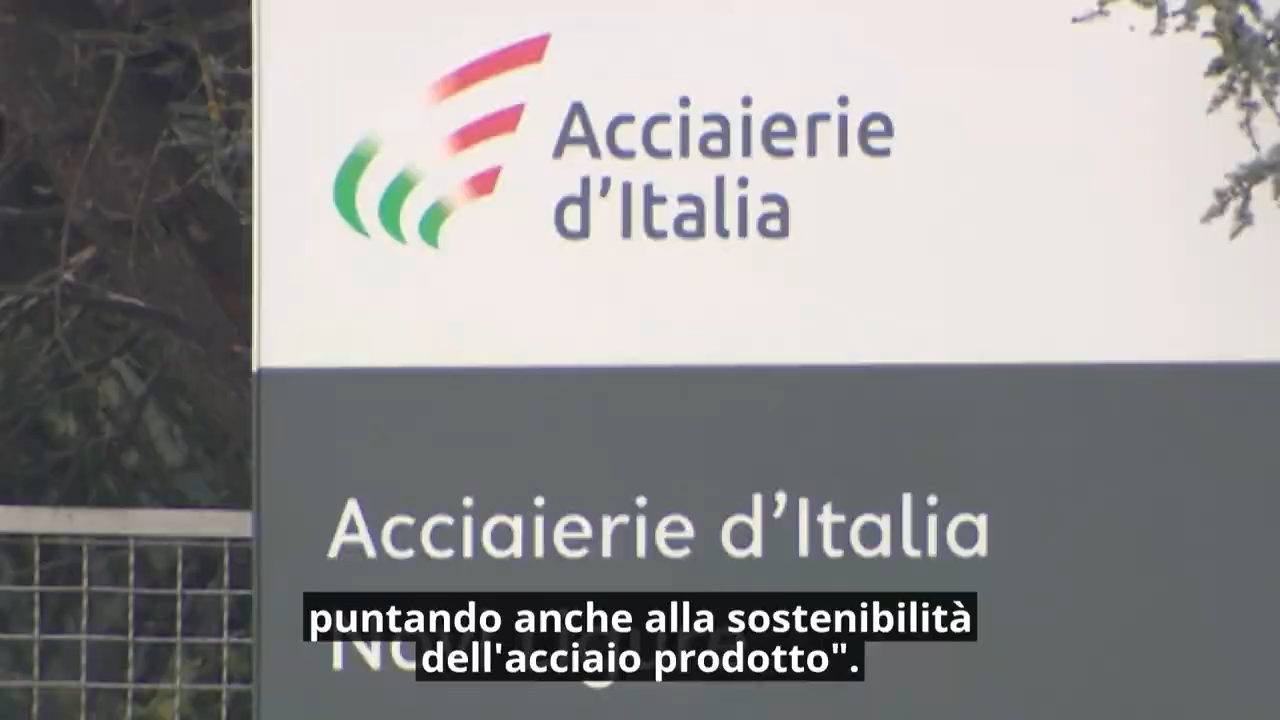 Acciaierie
d'Italia
Acciaierie d'Italia
puntando anche alla sostenibilità
dell'acciaio prodotto".